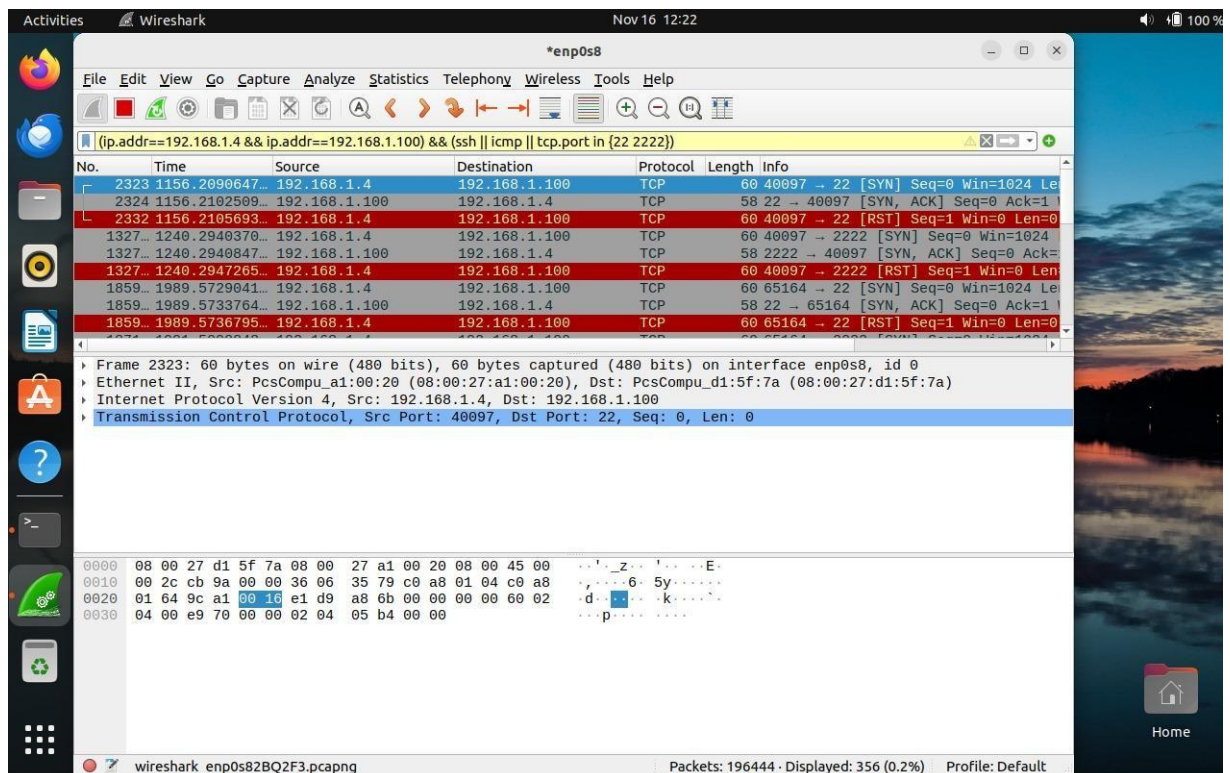 Activities Wireshark Nov 16 12:22 100 %
*enp0s8
File Edit View Go Capture Analyze Statistics Telephony Wireless Tools Help
(ip.addr==192.168.1.4 && ip.addr==192.168.1.100) && (ssh || icmp || tcp.port in {22 2222})
No. Time Source Destination Protocol Length Info
2323 1156.2090647… 192.168.1.4 192.168.1.100 TCP 60 40097 → 22 [SYN] Seq=0 Win=1024 Le
2324 1156.2102509… 192.168.1.100 192.168.1.4 TCP 58 22 → 40097 [SYN, ACK] Seq=0 Ack=1
2332 1156.2105693… 192.168.1.4 192.168.1.100 TCP 60 40097 → 22 [RST] Seq=1 Win=0 Len=0
1327… 1240.2940370… 192.168.1.4 192.168.1.100 TCP 60 40097 → 2222 [SYN] Seq=0 Win=1024
1327… 1240.2940847… 192.168.1.100 192.168.1.4 TCP 58 2222 → 40097 [SYN, ACK] Seq=0 Ack=
1327… 1240.2947265… 192.168.1.4 192.168.1.100 TCP 60 40097 → 2222 [RST] Seq=1 Win=0 Len
1859… 1989.5729041… 192.168.1.4 192.168.1.100 TCP 60 65164 → 22 [SYN] Seq=0 Win=1024 Le
1859… 1989.5733764… 192.168.1.100 192.168.1.4 TCP 58 22 → 65164 [SYN, ACK] Seq=0 Ack=1
1859… 1989.5736795… 192.168.1.4 192.168.1.100 TCP 60 65164 → 22 [RST] Seq=1 Win=0 Len=0
Frame 2323: 60 bytes on wire (480 bits), 60 bytes captured (480 bits) on interface enp0s8, id 0
Ethernet II, Src: PcsCompu_a1:00:20 (08:00:27:a1:00:20), Dst: PcsCompu_d1:5f:7a (08:00:27:d1:5f:7a)
Internet Protocol Version 4, Src: 192.168.1.4, Dst: 192.168.1.100
Transmission Control Protocol, Src Port: 40097, Dst Port: 22, Seq: 0, Len: 0
0000 08 00 27 d1 5f 7a 08 00 27 a1 00 20 08 00 45 00 ··'·_z·· '·· ··E·
0010 00 2c cb 9a 00 00 36 06 35 79 c0 a8 01 04 c0 a8 ·,····6· 5y······
0020 01 64 9c a1 00 16 e1 d9 a8 6b 00 00 00 00 60 02 ·d······ ·k····`·
0030 04 00 e9 70 00 00 02 04 05 b4 00 00 ···p···· ····
Home
wireshark_enp0s82BQ2F3.pcapng Packets: 196444 · Displayed: 356 (0.2%) Profile: Default